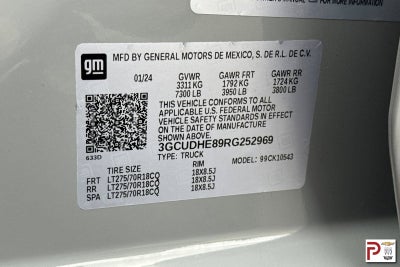 MORE INFORMATION
gm
MFD BY GENERAL MOTORS DE MEXICO, S. DE R.L. DE C.V.
01/24 GVWR GAWR FRT GAWR RR
3311 KG 1792 KG 1724 KG
7300 LB 3950 LB 3800 LB
THIS VEHICLE CONFORMS TO ALL
APPLICABLE U.S. FEDERAL MOTOR
VEHICLE SAFETY STANDARDS IN
EFFECT ON THE DATE OF
MANUFACTURE SHOWN ABOVE.
3GCUDHE89RG252969
633D TYPE: TRUCK MODEL: 99CK10543
TIRE SIZE RIM
FRT LT275/70R18CQ 18X8.5J
RR LT275/70R18CQ 18X8.5J
SPA LT275/70R18CQ 18X8.5J
P